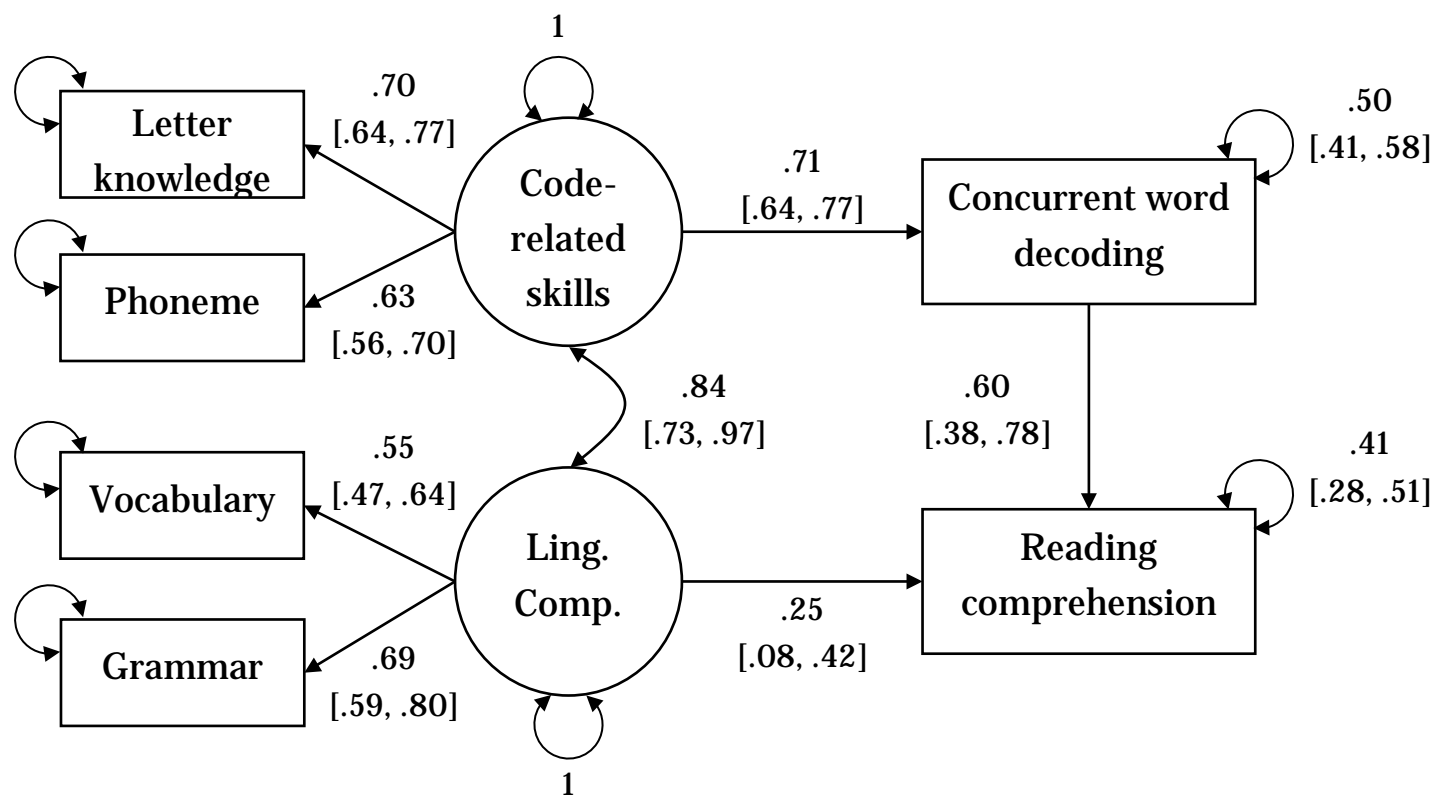 1
.70
[.64, .77]
Letter
knowledge
.50
[.41, .58]
.71
[.64, .77]
Code-
related
skills
Concurrent word
decoding
Phoneme
.63
[.56, .70]
.84
[.73, .97]
.60
[.38, .78]
.55
[.47, .64]
Vocabulary
.41
[.28, .51]
Ling.
Comp.
Reading
comprehension
.25
[.08, .42]
Grammar
.69
[.59, .80]
1